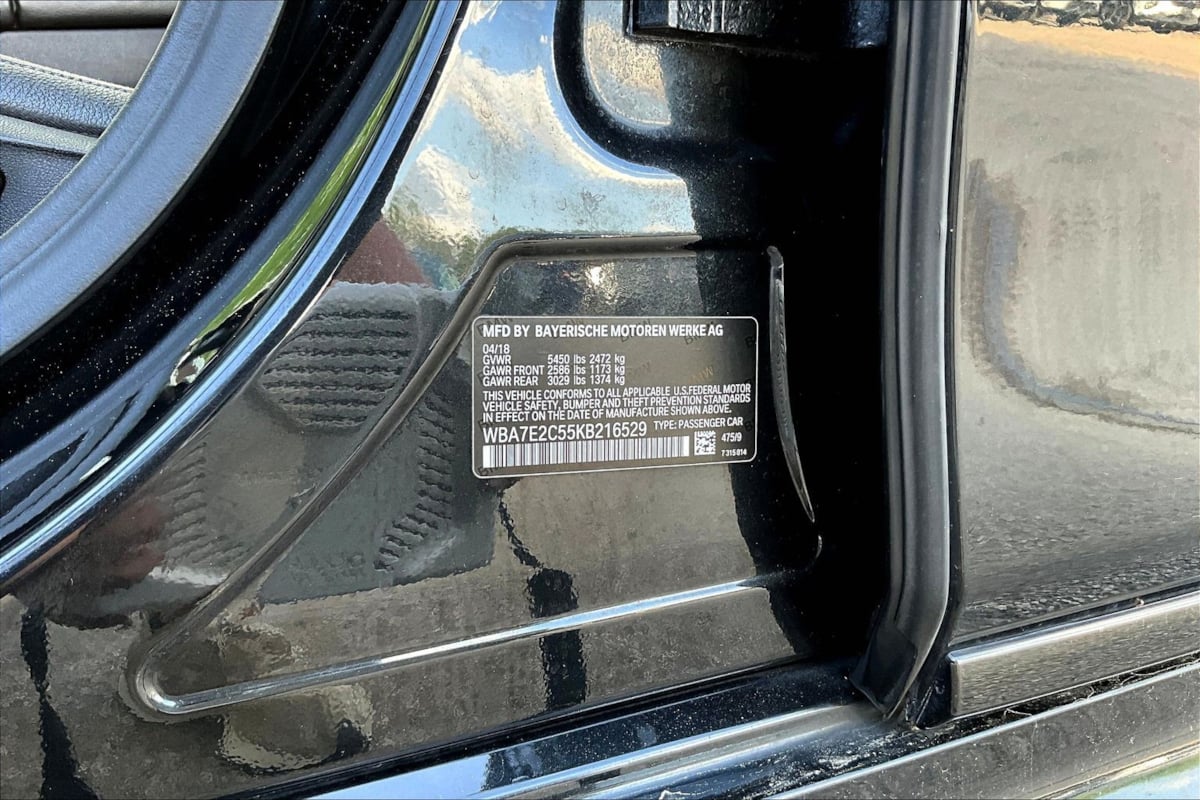 MFD BY BAYERISCHE MOTOREN WERKE AG
04/18
GVWR 5450 lbs 2472 kg
GAWR FRONT 2586 lbs 1173 kg
GAWR REAR 3029 lbs 1374 kg
THIS VEHICLE CONFORMS TO ALL APPLICABLE U.S.FEDERAL MOTOR
VEHICLE SAFETY, BUMPER AND THEFT PREVENTION STANDARDS
IN EFFECT ON THE DATE OF MANUFACTURE SHOWN ABOVE.
WBA7E2C55KB216529 TYPE: PASSENGER CAR
475/9
7 315 014